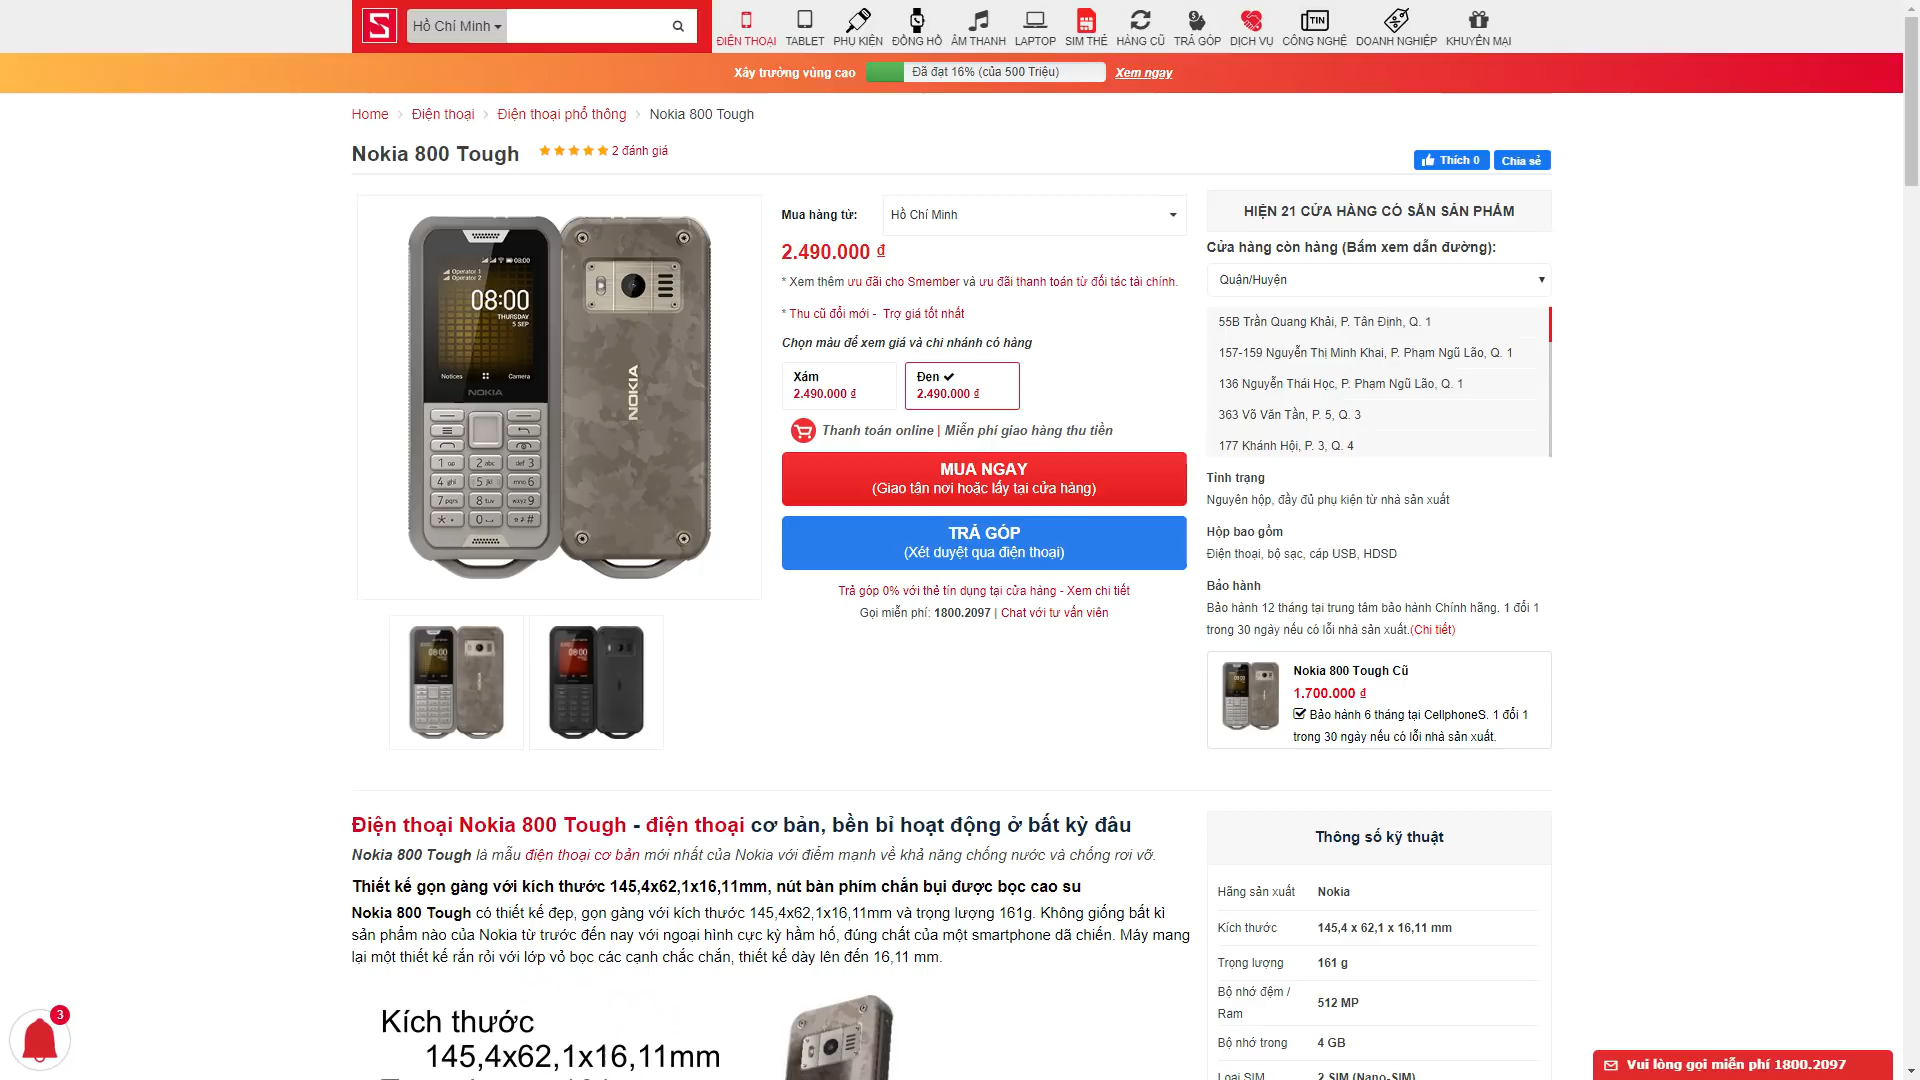 Hồ Chí Minh
ĐIỆN THOẠI
TABLET
PHỤ KIỆN
ĐỒNG HỒ
ÂM THANH
LAPTOP
SIM THẺ
HÀNG CŨ
TRẢ GÓP
DỊCH VỤ
CÔNG NGHỆ
DOANH NGHIỆP
KHUYẾN MẠI
Xây trường vùng cao
Đã đạt 16% (của 500 Triệu)
Xem ngay
Home > Điện thoại > Điện thoại phổ thông > Nokia 800 Tough
Nokia 800 Tough
2 đánh giá
Thích 0
Chia sẻ
Operator 1
Operator 2
08:00
THURSDAY
5 SEP
Notices
Camera
NOKIA
NOKIA
Mua hàng từ:
Hồ Chí Minh
2.490.000 ₫
* Xem thêm ưu đãi cho Smember và ưu đãi thanh toán từ đối tác tài chính.
* Thu cũ đổi mới - Trợ giá tốt nhất
Chọn màu để xem giá và chi nhánh có hàng
Xám
2.490.000 ₫
Đen
2.490.000 ₫
Thanh toán online | Miễn phí giao hàng thu tiền
MUA NGAY
(Giao tận nơi hoặc lấy tại cửa hàng)
TRẢ GÓP
(Xét duyệt qua điện thoại)
Trả góp 0% với thẻ tín dụng tại cửa hàng - Xem chi tiết
Gọi miễn phí: 1800.2097 | Chat với tư vấn viên
HIỆN 21 CỬA HÀNG CÓ SẴN SẢN PHẨM
Cửa hàng còn hàng (Bấm xem dẫn đường):
Quận/Huyện
55B Trần Quang Khải, P. Tân Định, Q. 1
157-159 Nguyễn Thị Minh Khai, P. Phạm Ngũ Lão, Q. 1
136 Nguyễn Thái Học, P. Phạm Ngũ Lão, Q. 1
363 Võ Văn Tần, P. 5, Q. 3
177 Khánh Hội, P. 3, Q. 4
Tình trạng
Nguyên hộp, đầy đủ phụ kiện từ nhà sản xuất
Hộp bao gồm
Điện thoại, bộ sạc, cáp USB, HDSD
Bảo hành
Bảo hành 12 tháng tại trung tâm bảo hành Chính hãng. 1 đổi 1
trong 30 ngày nếu có lỗi nhà sản xuất.(Chi tiết)
Nokia 800 Tough Cũ
1.700.000 ₫
Bảo hành 6 tháng tại CellphoneS. 1 đổi 1
trong 30 ngày nếu có lỗi nhà sản xuất.
Điện thoại Nokia 800 Tough - điện thoại cơ bản, bền bỉ hoạt động ở bất kỳ đâu
Nokia 800 Tough là mẫu điện thoại cơ bản mới nhất của Nokia với điểm mạnh về khả năng chống nước và chống rơi vỡ.
Thiết kế gọn gàng với kích thước 145,4x62,1x16,11mm, nút bàn phím chắn bụi được bọc cao su
Nokia 800 Tough có thiết kế đẹp, gọn gàng với kích thước 145,4x62,1x16,11mm và trọng lượng 161g. Không giống bất kì
sản phẩm nào của Nokia từ trước đến nay với ngoại hình cực kỳ hầm hố, đúng chất của một smartphone dã chiến. Máy mang
lại một thiết kế rắn rỏi với lớp vỏ bọc các cạnh chắc chắn, thiết kế dày lên đến 16,11 mm.
Kích thước
145,4x62,1x16,11mm
Thông số kỹ thuật
Hãng sản xuất Nokia
Kích thước 145,4 x 62,1 x 16,11 mm
Trọng lượng 161 g
Bộ nhớ đệm / Ram 512 MP
Bộ nhớ trong 4 GB
Loại SIM 2 SIM (Nano-SIM)
3
Vui lòng gọi miễn phí 1800.2097